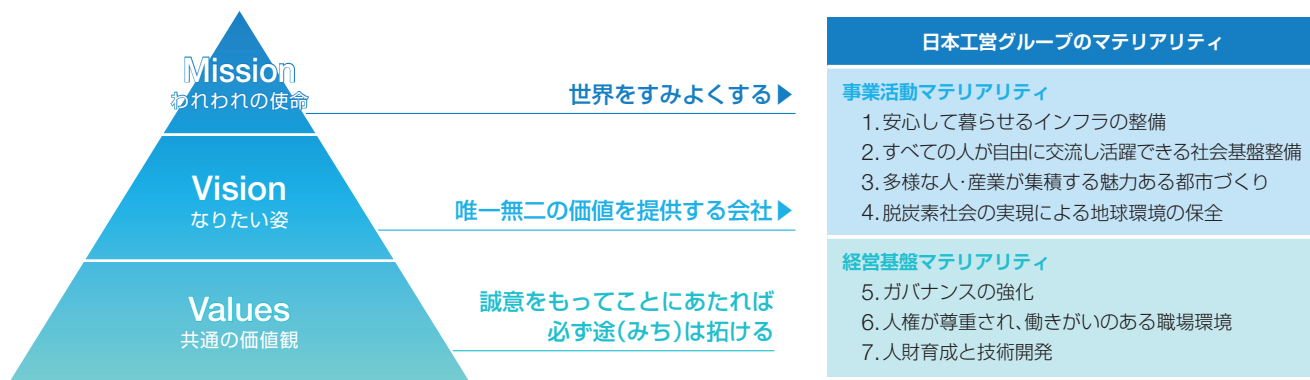 Mission
われわれの使命
世界をすみよくする▶
Vision
なりたい姿
唯一無二の価値を提供する会社▶
Values
共通の価値観
誠意をもってことにあたれば
必ず途(みち)は拓ける
日本工営グループのマテリアリティ
事業活動マテリアリティ
1.安心して暮らせるインフラの整備
2.すべての人が自由に交流し活躍できる社会基盤整備
3.多様な人・産業が集積する魅力ある都市づくり
4.脱炭素社会の実現による地球環境の保全
経営基盤マテリアリティ
5.ガバナンスの強化
6.人権が尊重され、働きがいのある職場環境
7.人財育成と技術開発